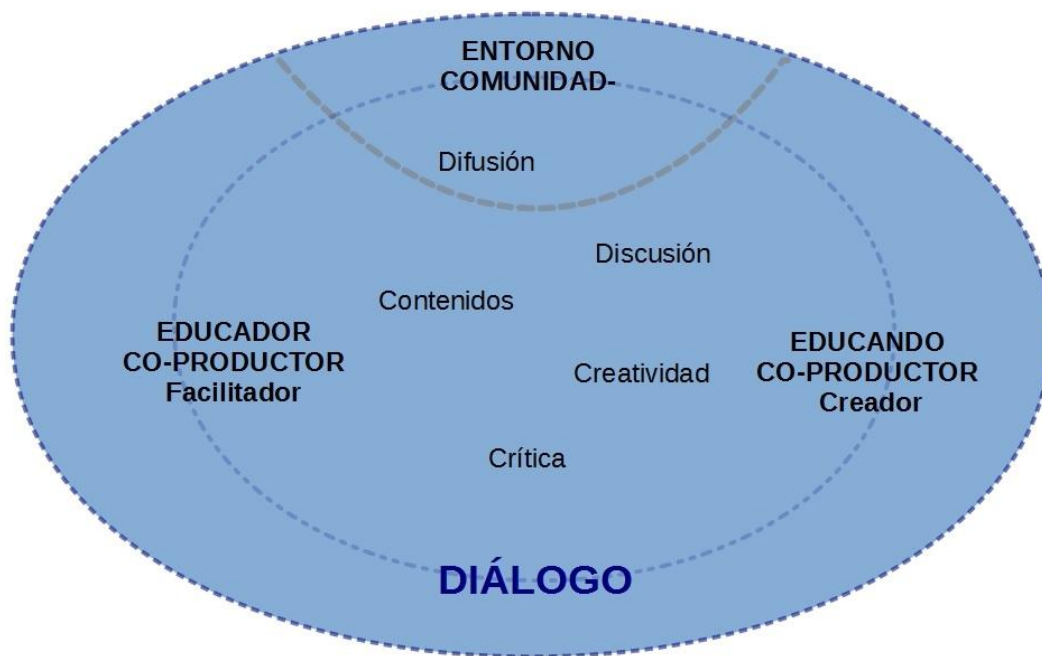 ENTORNO
COMUNIDAD-
Difusión
Discusión
Contenidos
EDUCADOR
CO-PRODUCTOR
Facilitador
EDUCANDO
CO-PRODUCTOR
Creador
Creatividad
Crítica
DIÁLOGO